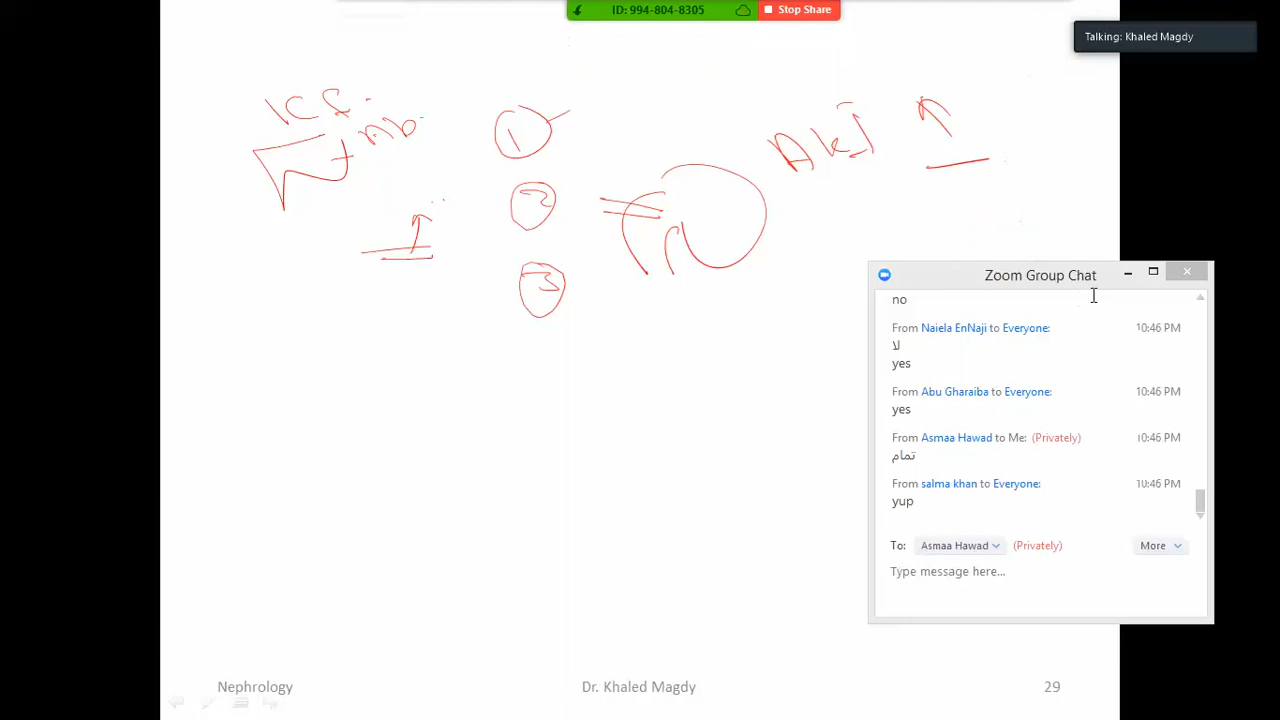 ID: 994-804-8305
Stop Share
Talking: Khaled Magdy
1
2
3
AKI
Zoom Group Chat
no
From Naiela EnNaji to Everyone: 10:46 PM
لا
yes
From Abu Gharaiba to Everyone: 10:46 PM
yes
From Asmaa Hawad to Me: (Privately) 10:46 PM
تمام
From salma khan to Everyone: 10:46 PM
yup
To: Asmaa Hawad (Privately) More
Type message here...
Nephrology Dr. Khaled Magdy 29